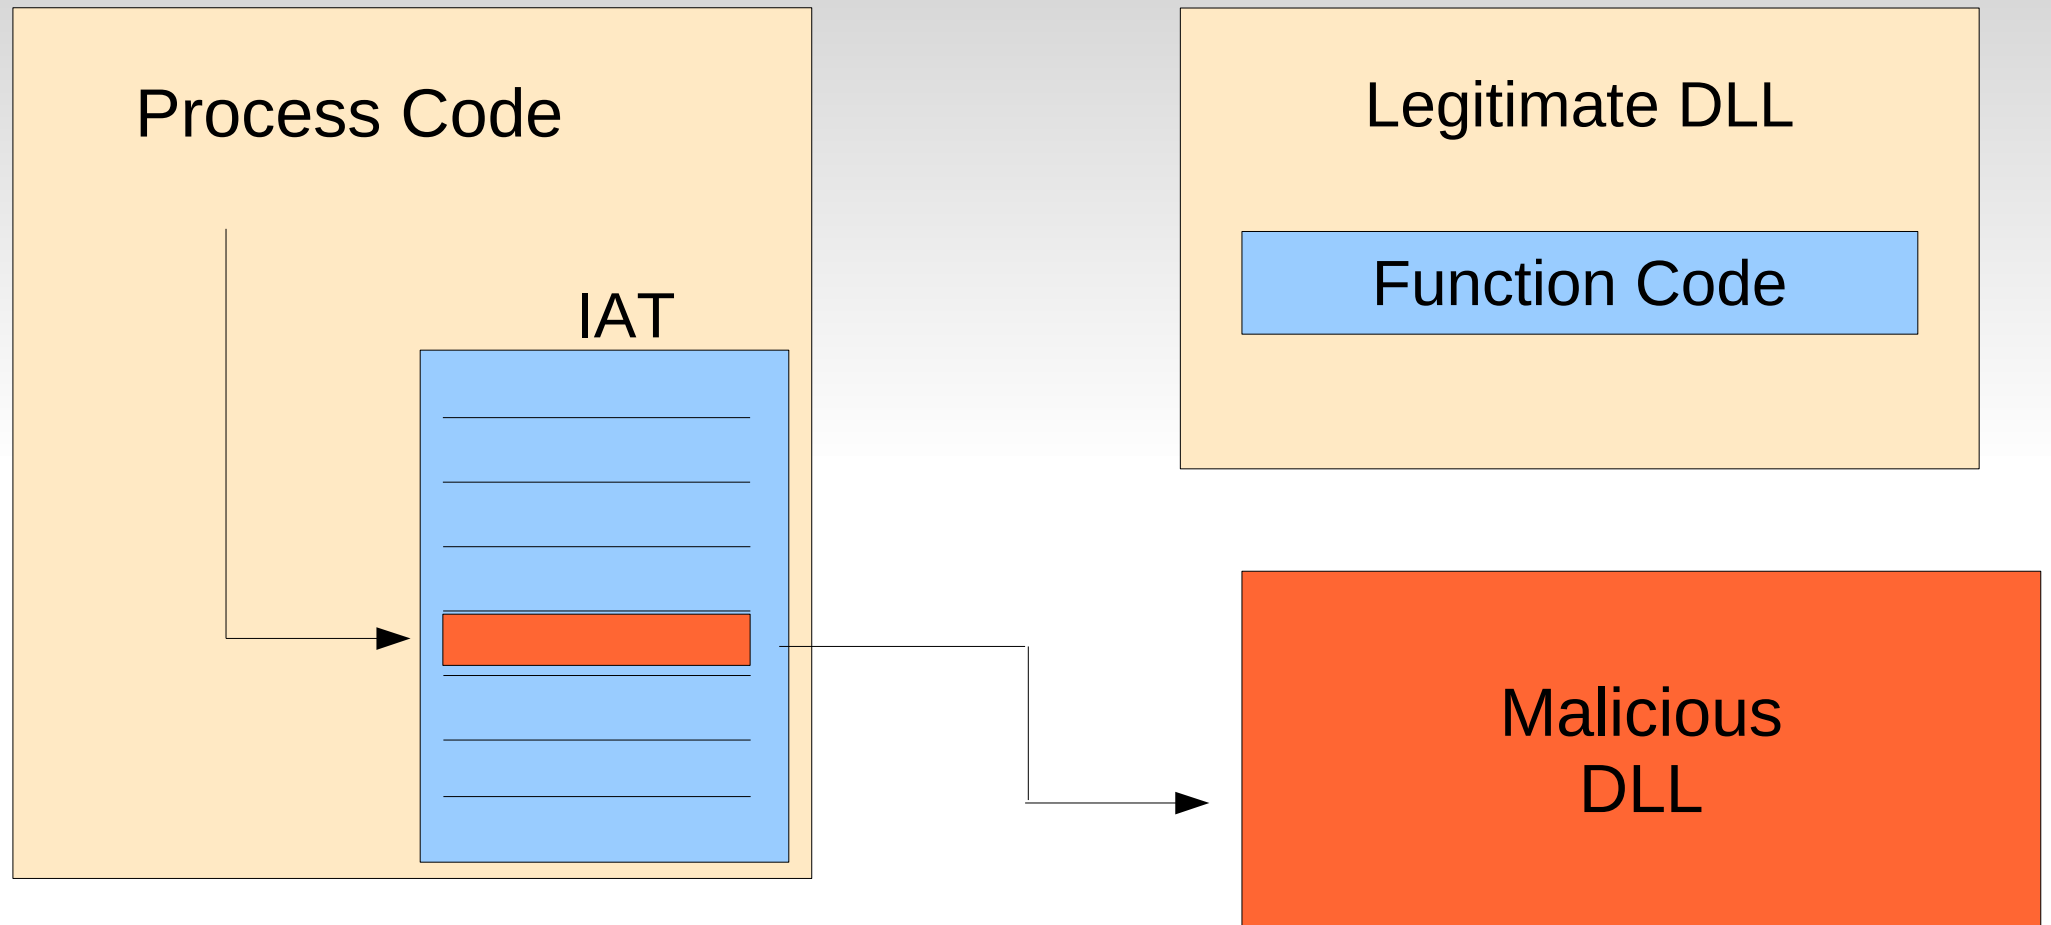 Process Code
IAT
Legitimate DLL
Function Code
Malicious
DLL